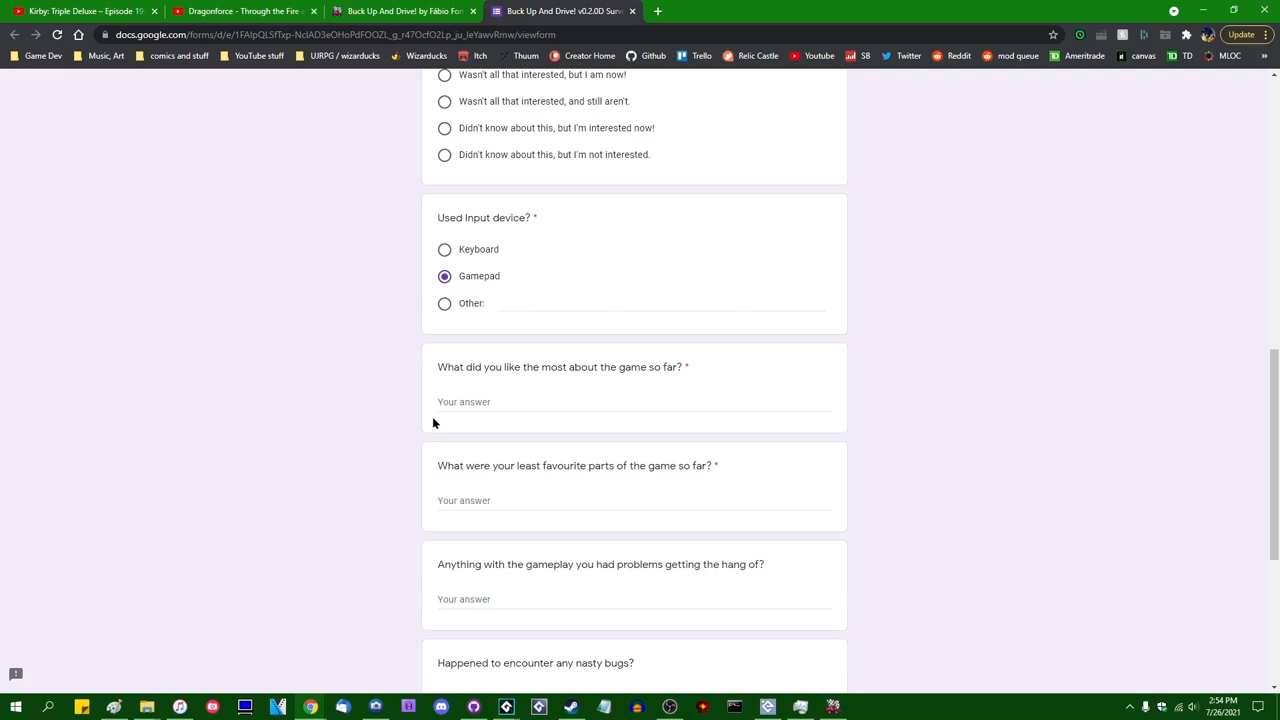 Kirby: Triple Deluxe – Episode 19:
Dragonforce - Through the Fire a
Buck Up And Drive! by Fábio Fon
Buck Up And Drive! v0.2.0D Surve
docs.google.com/forms/d/e/1FAIpQLSfTxp-NcIAD3eOHoPdFOOZL_g_r47Ocf02Lp_ju_IeYawvRmw/viewform
Update
Game Dev
Music, Art
comics and stuff
YouTube stuff
UJRPG / wizarducks
Wizarducks
Itch
Thuum
Creator Home
Github
Trello
Relic Castle
Youtube
SB
Twitter
Reddit
mod queue
Ameritrade
canvas
TD
MLOC
»
Wasn't all that interested, but I am now!
Wasn't all that interested, and still aren't.
Didn't know about this, but I'm interested now!
Didn't know about this, but I'm not interested.
Used Input device? *
Keyboard
Gamepad
Other:
What did you like the most about the game so far? *
Your answer
What were your least favourite parts of the game so far? *
Your answer
Anything with the gameplay you had problems getting the hang of?
Your answer
Happened to encounter any nasty bugs?
2:54 PM
7/26/2021